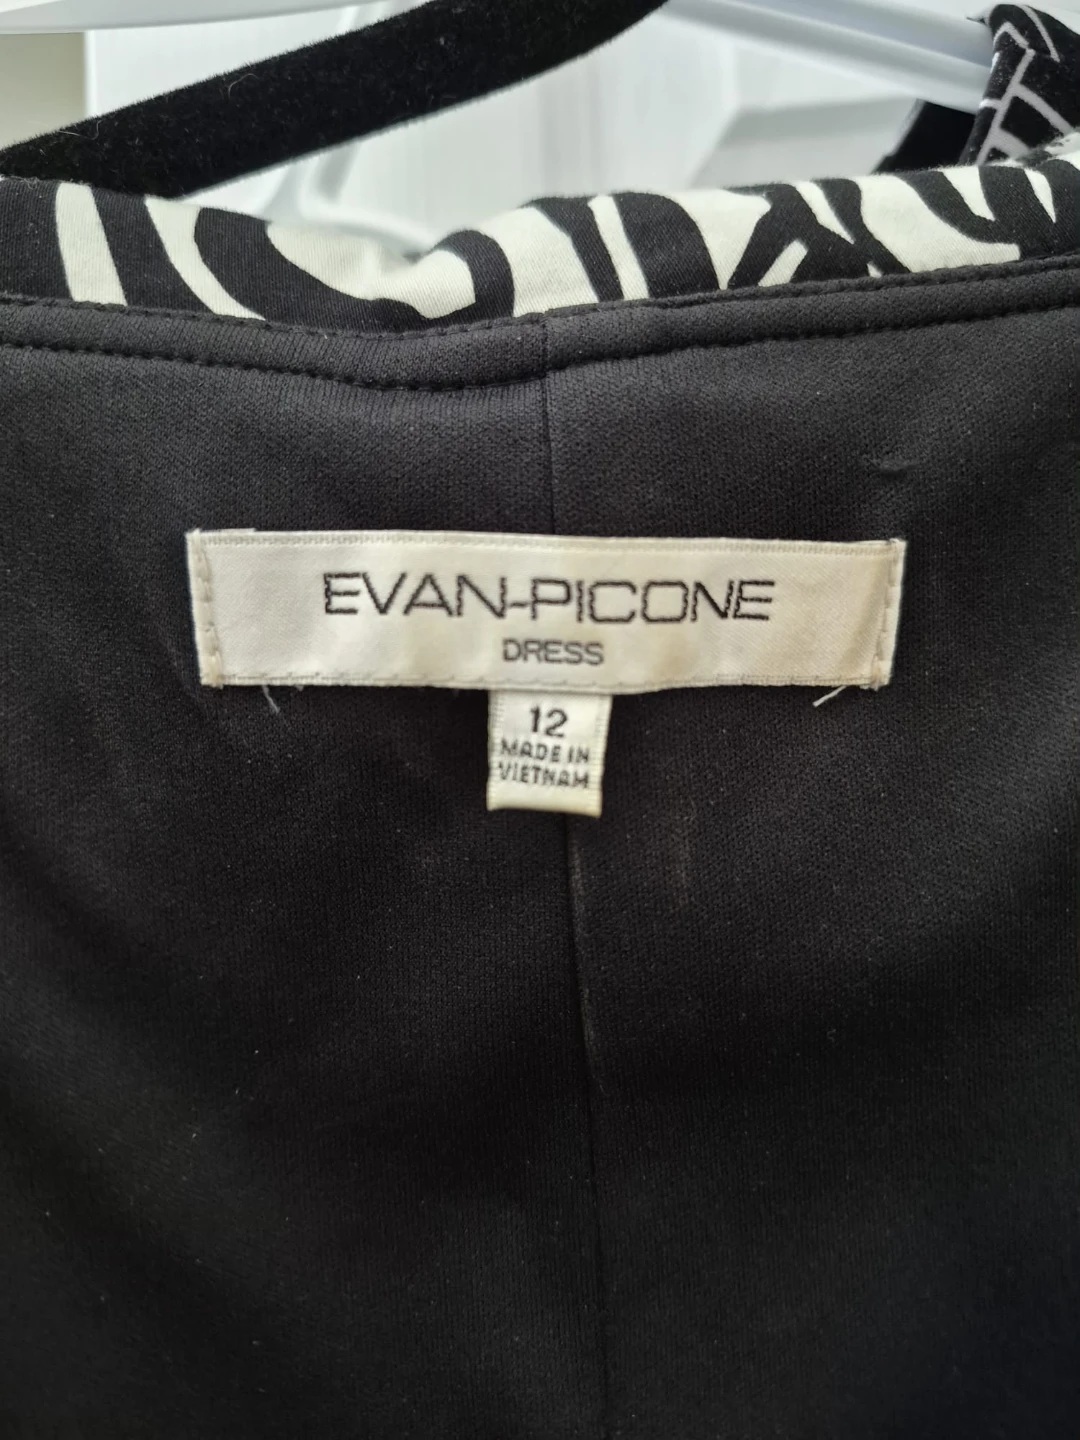 EVAN-PICONE
DRESS
12
MADE IN
VIETNAM